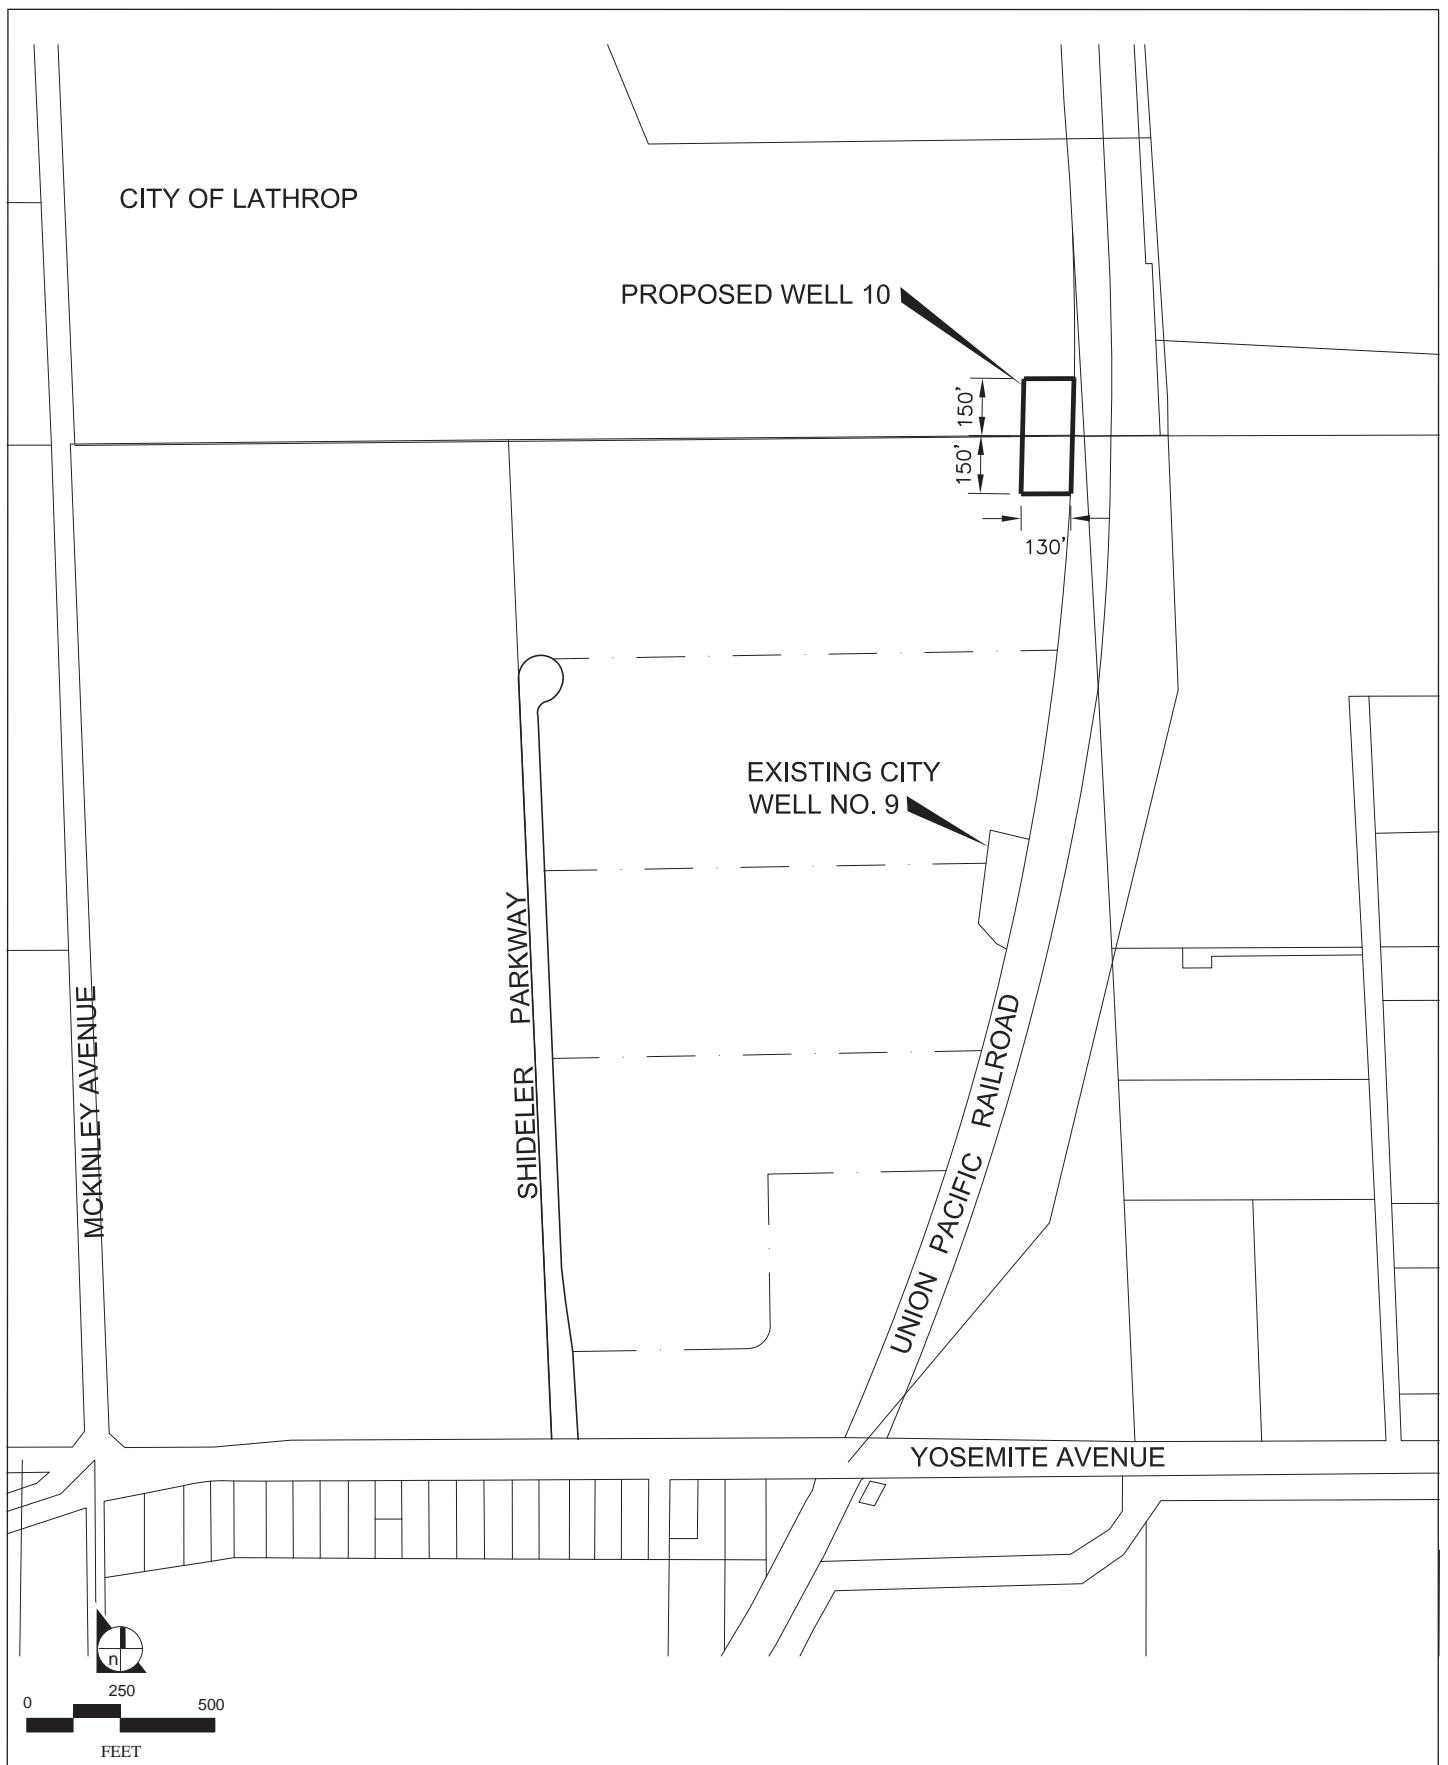 CITY OF LATHROP
PROPOSED WELL 10
150'
150'
130'
EXISTING CITY
WELL NO. 9
MCKINLEY AVENUE
SHIDELER PARKWAY
UNION PACIFIC RAILROAD
YOSEMITE AVENUE
n
0 250 500
FEET